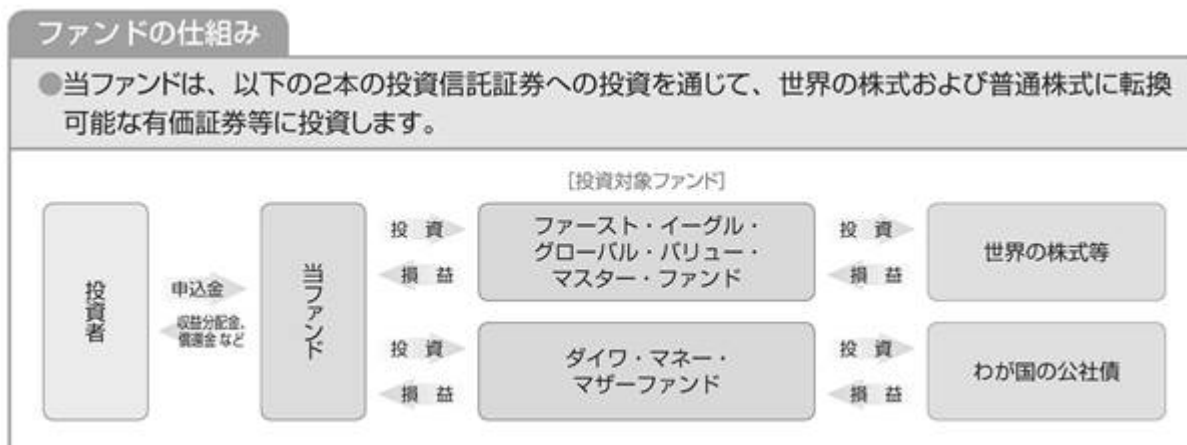 ファンドの仕組み
●当ファンドは、以下の2本の投資信託証券への投資を通じて、世界の株式および普通株式に転換
可能な有価証券等に投資します。
[投資対象ファンド]
投資者
申込金
収益分配金、
償還金など
当ファンド
投 資
損 益
ファースト・イーグル・
グローバル・バリュー・
マスター・ファンド
投 資
損 益
世界の株式等
投 資
損 益
ダイワ・マネー・
マザーファンド
投 資
損 益
わが国の公社債